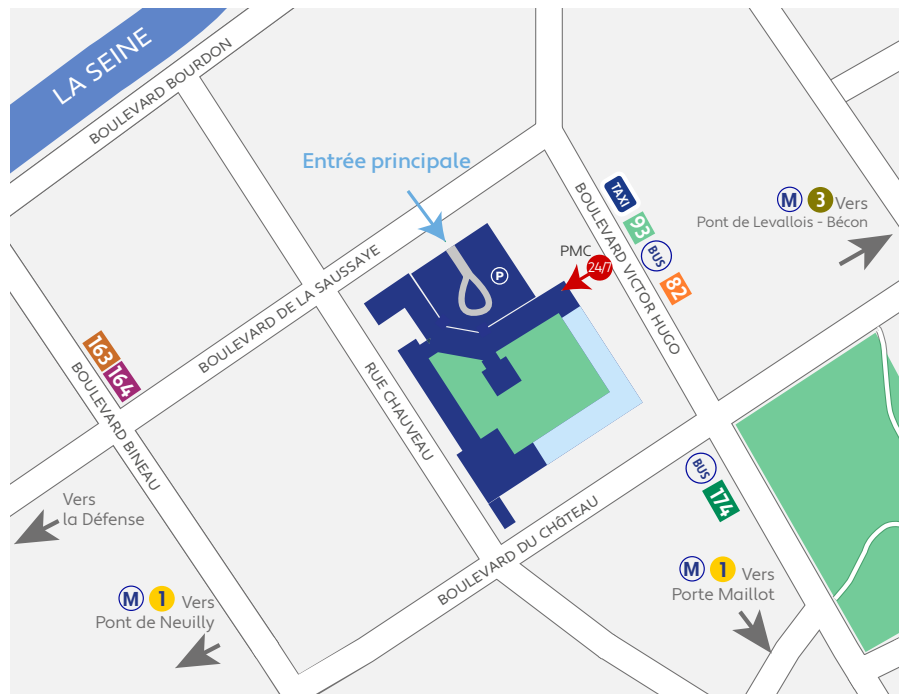 LA SEINE
BOULEVARD BOURDON
Entrée principale
TAXI
93
BUS
82
M 3 Vers
Pont de Levallois - Bécon
PMC
24/7
P
BOULEVARD VICTOR HUGO
BOULEVARD DE LA SAUSSAYE
163
164
RUE CHAUVEAU
BOULEVARD BINEAU
BUS
174
Vers
la Défense
BOULEVARD DU CHâTEAU
M 1 Vers
Porte Maillot
M 1 Vers
Pont de Neuilly